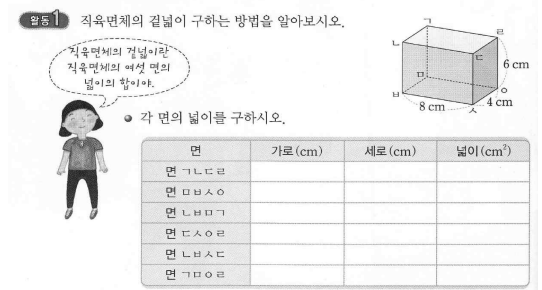 활동 1 직육면체의 겉넓이 구하는 방법을 알아보시오.
직육면체의 겉넓이란
직육면체의 여섯 면의
넓이의 합이야.
ㄱ
ㄴ
ㄹ
ㄷ
ㅁ
ㅂ
ㅇ
ㅅ
6 cm
8 cm
4 cm
각 면의 넓이를 구하시오.
면 가로(cm) 세로(cm) 넓이(cm²)
면 ㄱㄴㄷㄹ
면 ㅁㅂㅅㅇ
면 ㄴㅂㅁㄱ
면 ㄷㅅㅇㄹ
면 ㄴㅂㅅㄷ
면 ㄱㅁㅇㄹ